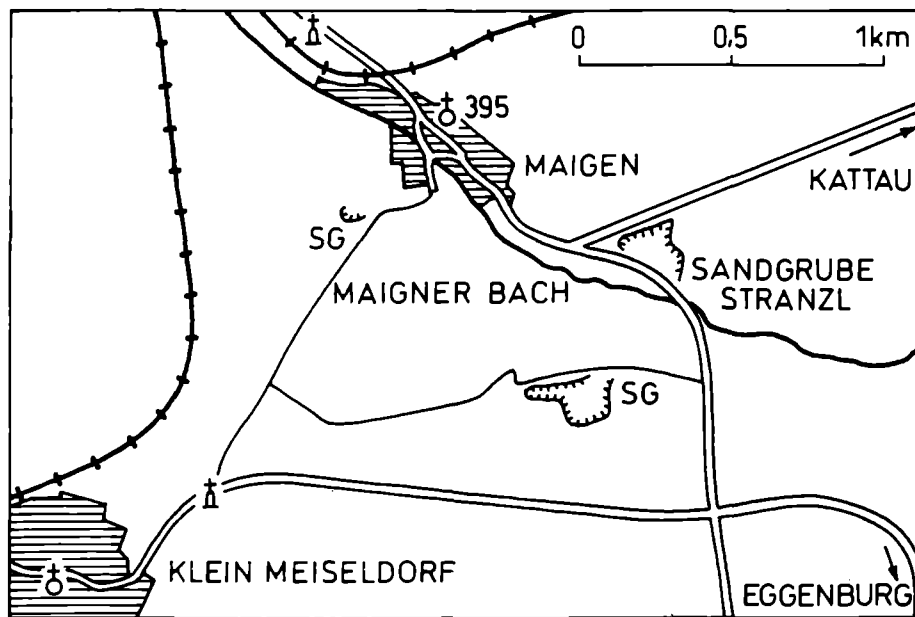 0 0,5 1km
395
MAIGEN
KATTAU
SG
SANDGRUBE
STRANZL
MAIGNER BACH
SG
KLEIN MEISELDORF
EGGENBURG